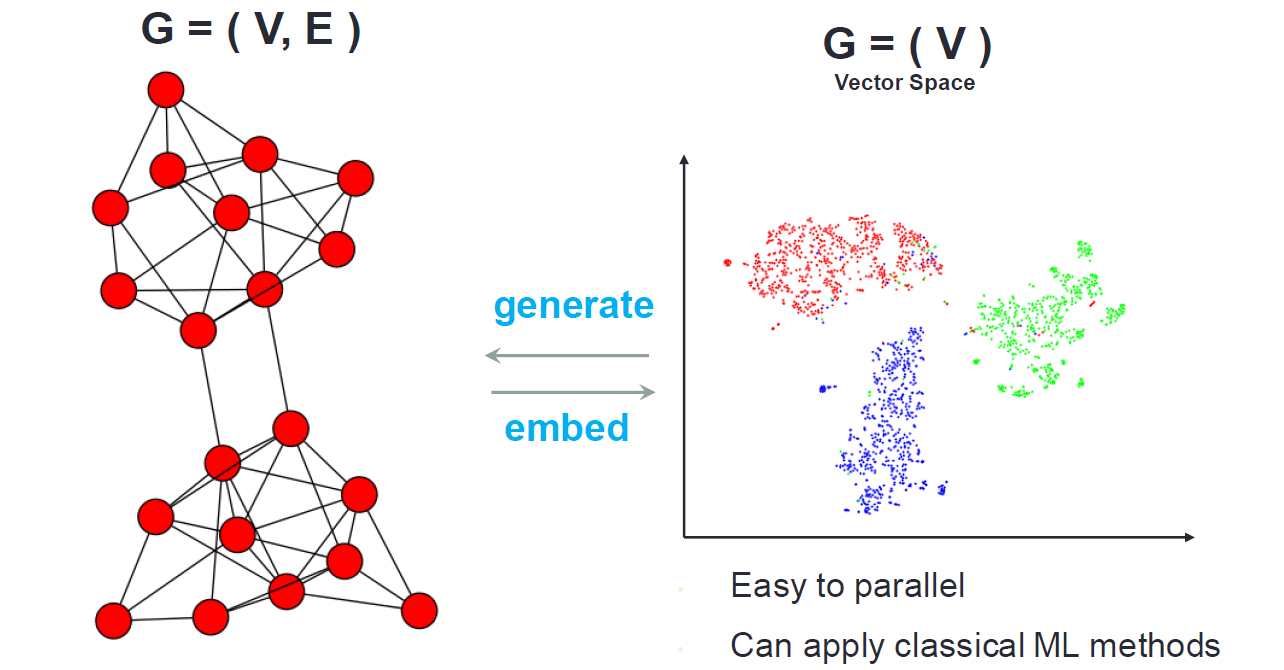 G = ( V, E )
G = ( V )
Vector Space
generate
embed
Easy to parallel
Can apply classical ML methods